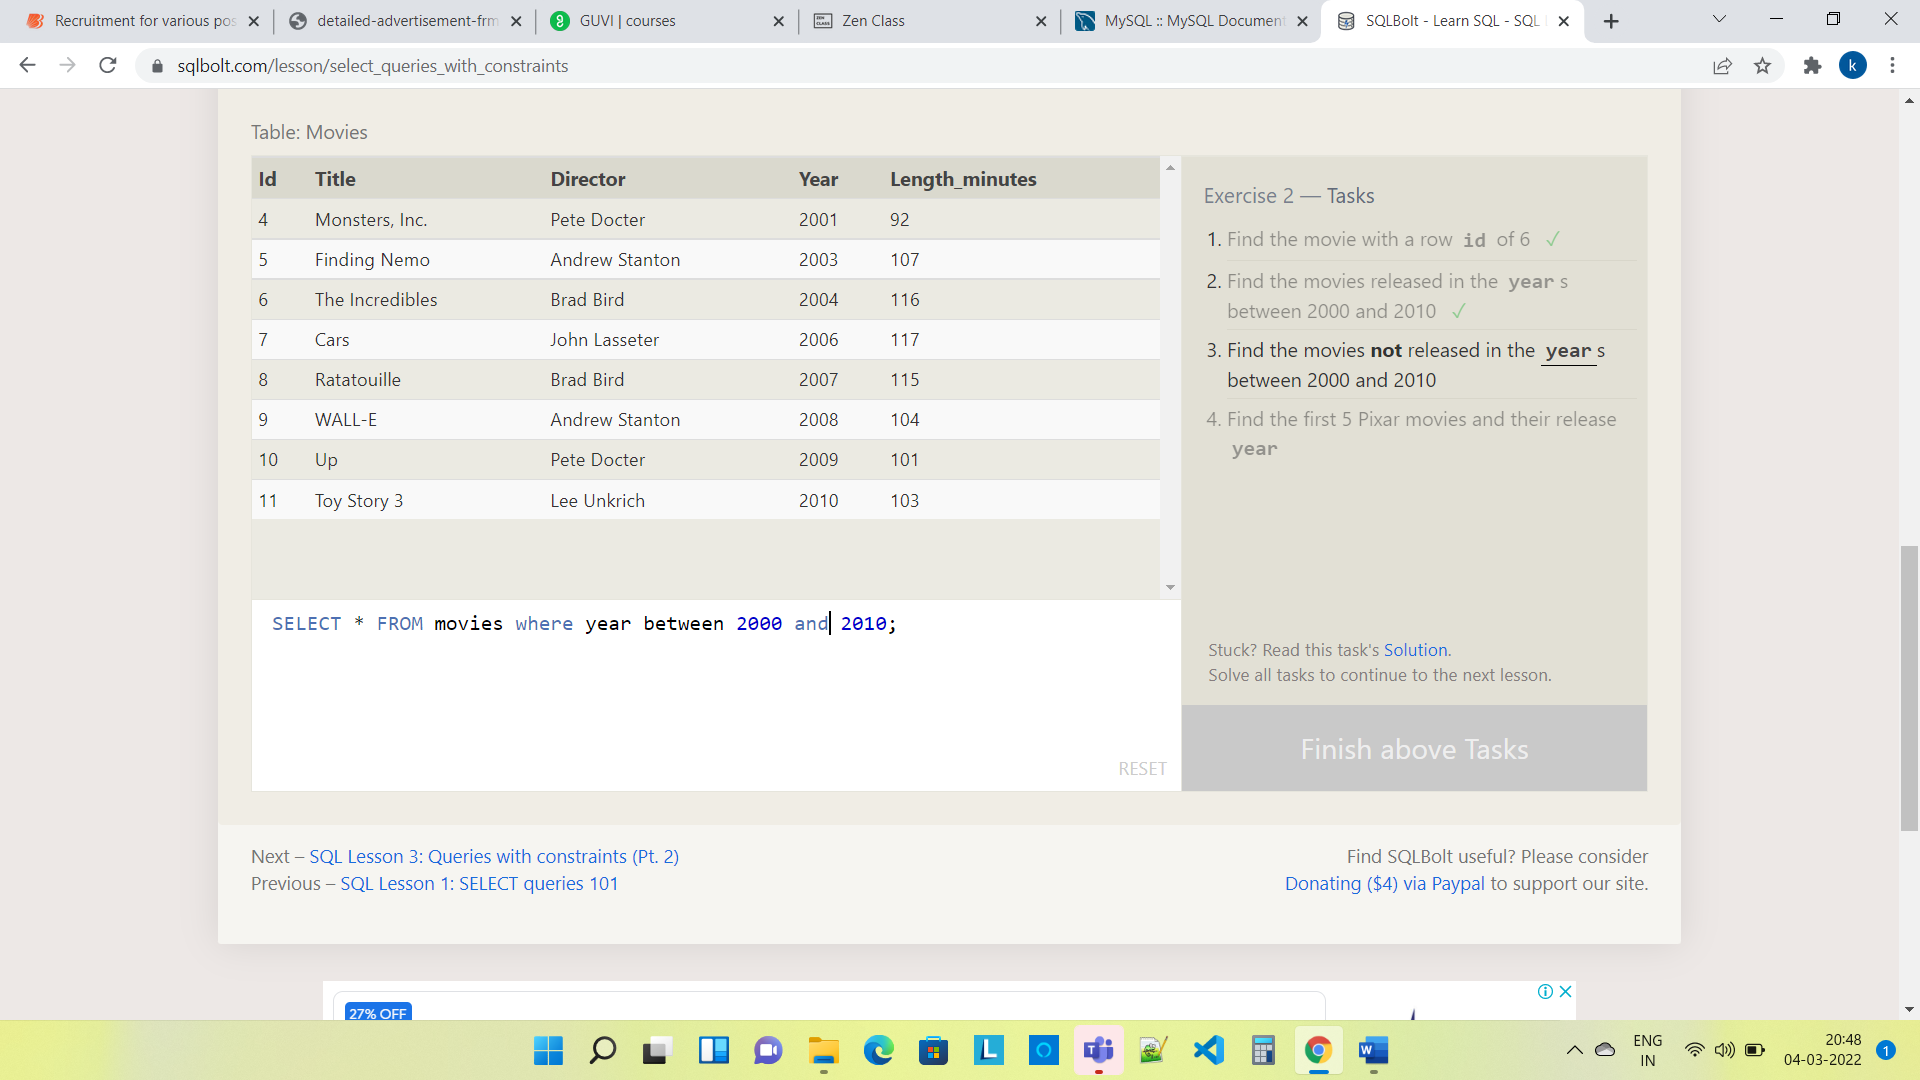 Recruitment for various pos
detailed-advertisement-frm
GUVI | courses
Zen Class
MySQL :: MySQL Document
SQLBolt - Learn SQL - SQL
sqlbolt.com/lesson/select_queries_with_constraints
k
Table: Movies
Id Title Director Year Length_minutes
4 Monsters, Inc. Pete Docter 2001 92
5 Finding Nemo Andrew Stanton 2003 107
6 The Incredibles Brad Bird 2004 116
7 Cars John Lasseter 2006 117
8 Ratatouille Brad Bird 2007 115
9 WALL-E Andrew Stanton 2008 104
10 Up Pete Docter 2009 101
11 Toy Story 3 Lee Unkrich 2010 103
SELECT * FROM movies where year between 2000 and 2010;
RESET
Exercise 2 — Tasks
1. Find the movie with a row id of 6 ✓
2. Find the movies released in the year s
between 2000 and 2010 ✓
3. Find the movies not released in the year s
between 2000 and 2010
4. Find the first 5 Pixar movies and their release
year
Stuck? Read this task's Solution.
Solve all tasks to continue to the next lesson.
Finish above Tasks
Next – SQL Lesson 3: Queries with constraints (Pt. 2)
Previous – SQL Lesson 1: SELECT queries 101
Find SQLBolt useful? Please consider
Donating ($4) via Paypal to support our site.
27% OFF
ENG
IN
20:48
04-03-2022
1